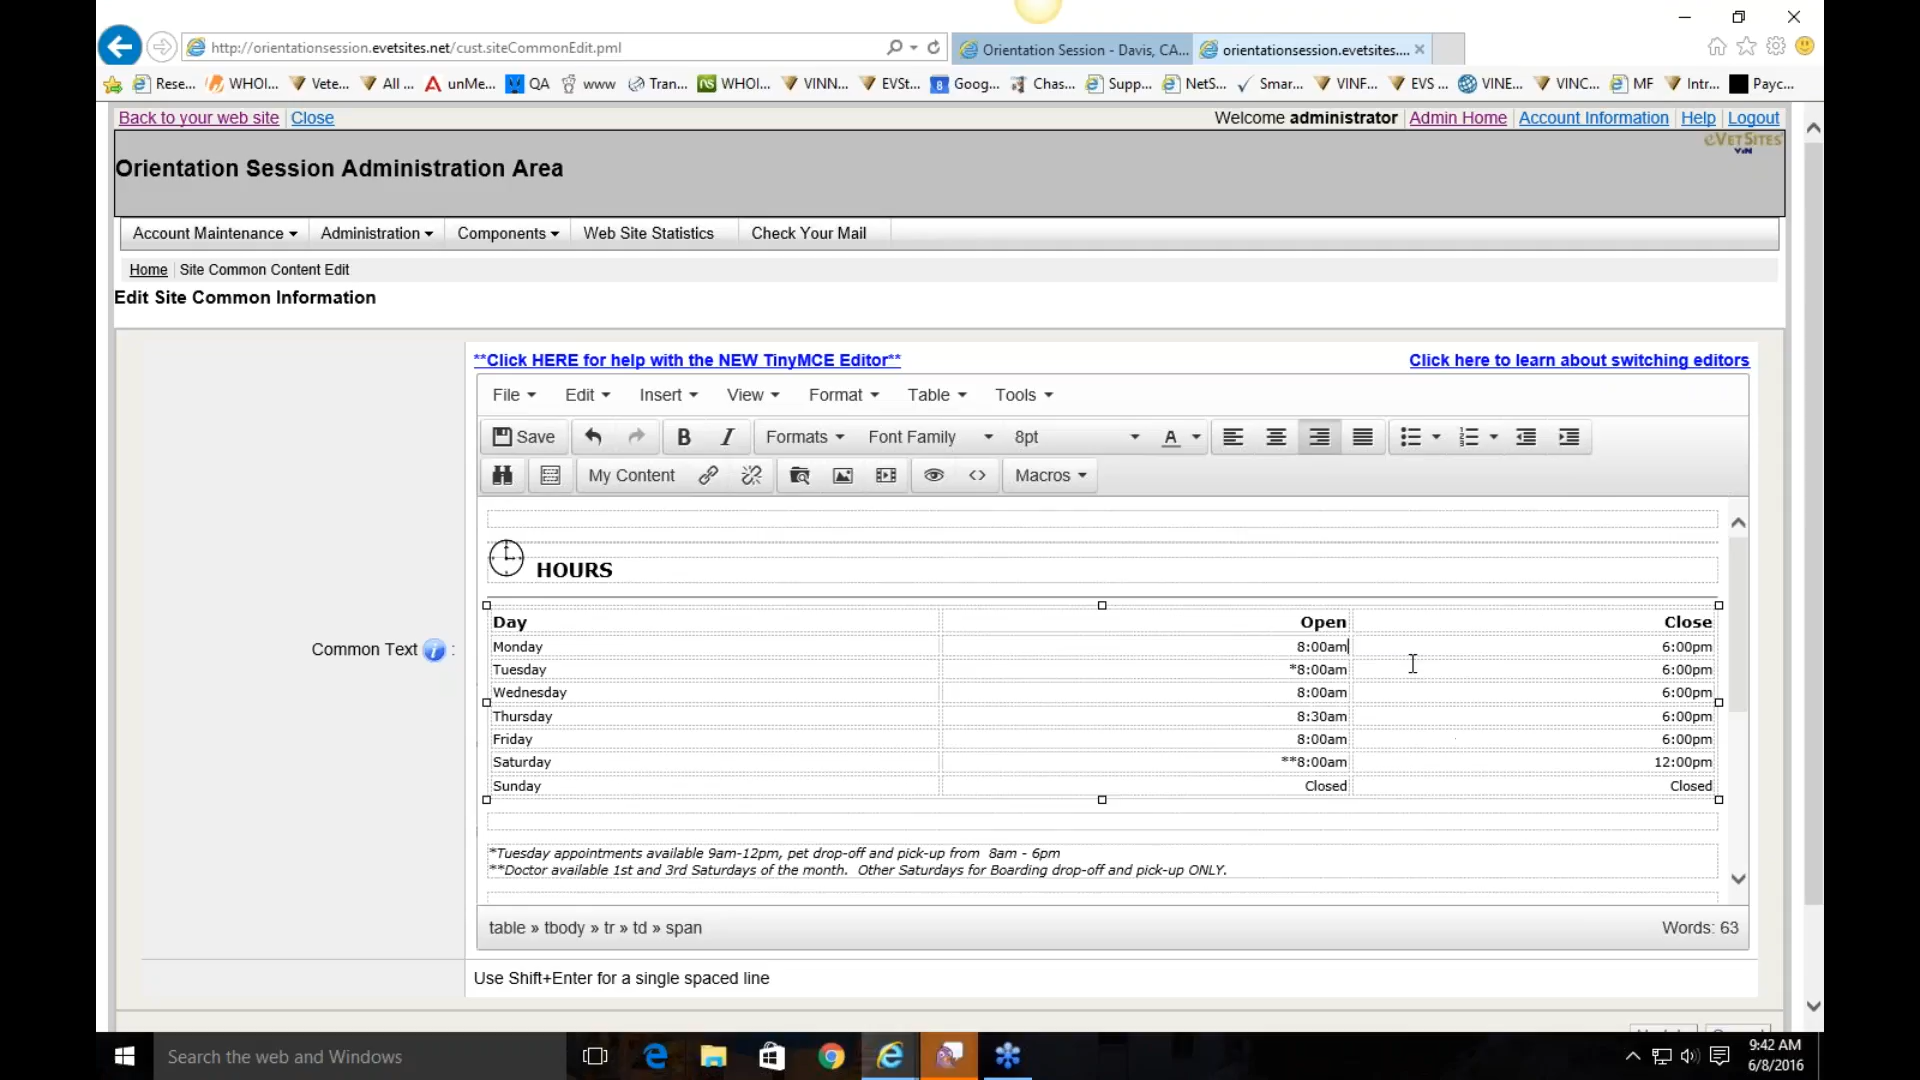 http://orientationsession.evetsites.net/cust.siteCommonEdit.pml
Orientation Session - Davis, CA...
orientationsession.evetsites....
Rese... WHOI... Vete... All ... unMe... QA www Tran... WHOI... VINN... EVSt... Goog... Chas... Supp... NetS... Smar... VINF... EVS ... VINE... VINC... MF Intr... Payc...
Back to your web site Close Welcome administrator Admin Home Account Information Help Logout
eVetSites
VIN
Orientation Session Administration Area
Account Maintenance Administration Components Web Site Statistics Check Your Mail
Home Site Common Content Edit
Edit Site Common Information
**Click HERE for help with the NEW TinyMCE Editor** Click here to learn about switching editors
File Edit Insert View Format Table Tools
Save B I Formats Font Family 8pt A
My Content Macros
HOURS
Day Open Close
Monday 8:00am 6:00pm
Common Text :
Tuesday *8:00am 6:00pm
Wednesday 8:00am 6:00pm
Thursday 8:30am 6:00pm
Friday 8:00am 6:00pm
Saturday **8:00am 12:00pm
Sunday Closed Closed
*Tuesday appointments available 9am-12pm, pet drop-off and pick-up from 8am - 6pm
**Doctor available 1st and 3rd Saturdays of the month. Other Saturdays for Boarding drop-off and pick-up ONLY.
table » tbody » tr » td » span Words: 63
Use Shift+Enter for a single spaced line
Search the web and Windows
9:42 AM
6/8/2016